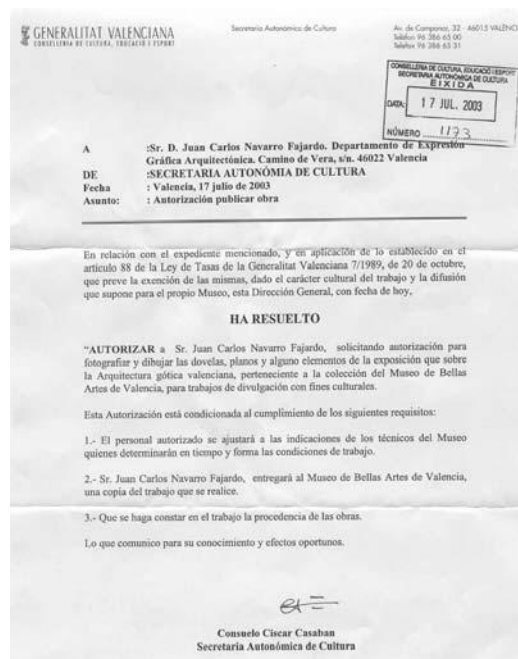 GENERALITAT VALENCIANA
CONSELLERIA DE CULTURA, EDUCACIÓ I ESPORT
Secretaria Autonòmica de Cultura
Av. de Campanar, 32 - 46015 VALÈNCI
Telèfon 96 386 65 00
Telefax 96 386 65 31
CONSELLERIA DE CULTURA, EDUCACIÓ I ESPORT
SECRETARIA AUTONÒMICA DE CULTURA
EIXIDA
DATA: 17 JUL. 2003
NÚMERO 1173
A :Sr. D. Juan Carlos Navarro Fajardo. Departamento de Expresión
Gráfica Arquitectónica. Camino de Vera, s/n. 46022 Valencia
DE :SECRETARIA AUTONÓMIA DE CULTURA
Fecha : Valencia, 17 julio de 2003
Asunto: : Autorización publicar obra
En relación con el expediente mencionado, y en aplicación de lo establecido en el
artículo 88 de la Ley de Tasas de la Generalitat Valenciana 7/1989, de 20 de octubre,
que preve la exención de las mismas, dado el carácter cultural del trabajo y la difusión
que supone para el propio Museo, esta Dirección General, con fecha de hoy,
HA RESUELTO
"AUTORIZAR a Sr. Juan Carlos Navarro Fajardo, solicitando autorización para
fotografiar y dibujar las dovelas, planos y alguno elementos de la exposición que sobre
la Arquitectura gótica valenciana, perteneciente a la colección del Museo de Bellas
Artes de Valencia, para trabajos de divulgación con fines culturales.
Esta Autorización está condicionada al cumplimiento de los siguientes requisitos:
1.- El personal autorizado se ajustará a las indicaciones de los técnicos del Museo
quienes determinarán en tiempo y forma las condiciones de trabajo.
2.- Sr. Juan Carlos Navarro Fajardo, entregará al Museo de Bellas Artes de Valencia,
una copia del trabajo que se realice.
3.- Que se haga constar en el trabajo la procedencia de las obras.
Lo que comunico para su conocimiento y efectos oportunos.
Consuelo Ciscar Casaban
Secretaria Autonómica de Cultura